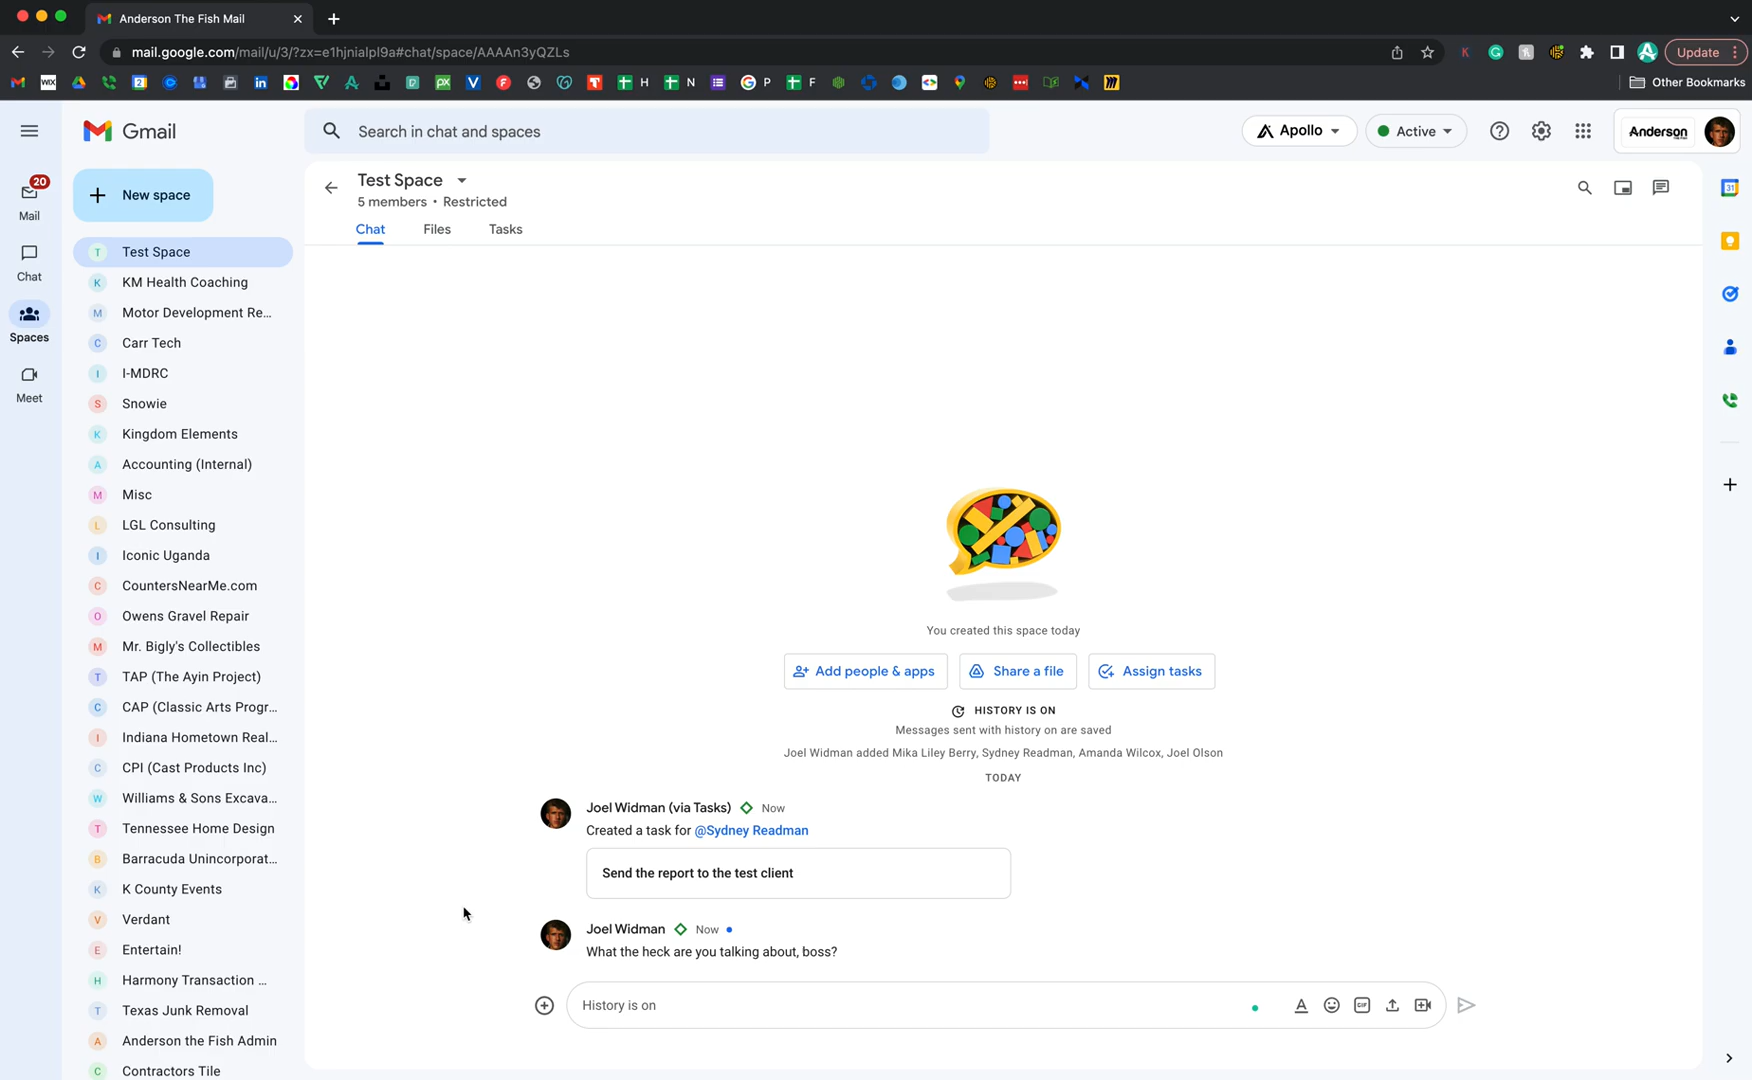 Anderson The Fish Mail
mail.google.com/mail/u/3/?zx=e1hjnialpl9a#chat/space/AAAAn3yQZLs
Update
WIX
H
N
P
F
Other Bookmarks
Gmail
Search in chat and spaces
Apollo
Active
Anderson
20
Mail
Chat
Spaces
Meet
New space
T Test Space
K KM Health Coaching
M Motor Development Re...
C Carr Tech
I I-MDRC
S Snowie
K Kingdom Elements
A Accounting (Internal)
M Misc
L LGL Consulting
I Iconic Uganda
C CountersNearMe.com
O Owens Gravel Repair
M Mr. Bigly's Collectibles
T TAP (The Ayin Project)
C CAP (Classic Arts Progr...
I Indiana Hometown Real...
C CPI (Cast Products Inc)
W Williams & Sons Excava...
T Tennessee Home Design
B Barracuda Unincorporat...
K K County Events
V Verdant
E Entertain!
H Harmony Transaction ...
T Texas Junk Removal
A Anderson the Fish Admin
C Contractors Tile
Test Space
5 members • Restricted
Chat Files Tasks
You created this space today
Add people & apps
Share a file
Assign tasks
HISTORY IS ON
Messages sent with history on are saved
Joel Widman added Mika Liley Berry, Sydney Readman, Amanda Wilcox, Joel Olson
TODAY
Joel Widman (via Tasks) Now
Created a task for @Sydney Readman
Send the report to the test client
Joel Widman Now
What the heck are you talking about, boss?
History is on
GIF
31